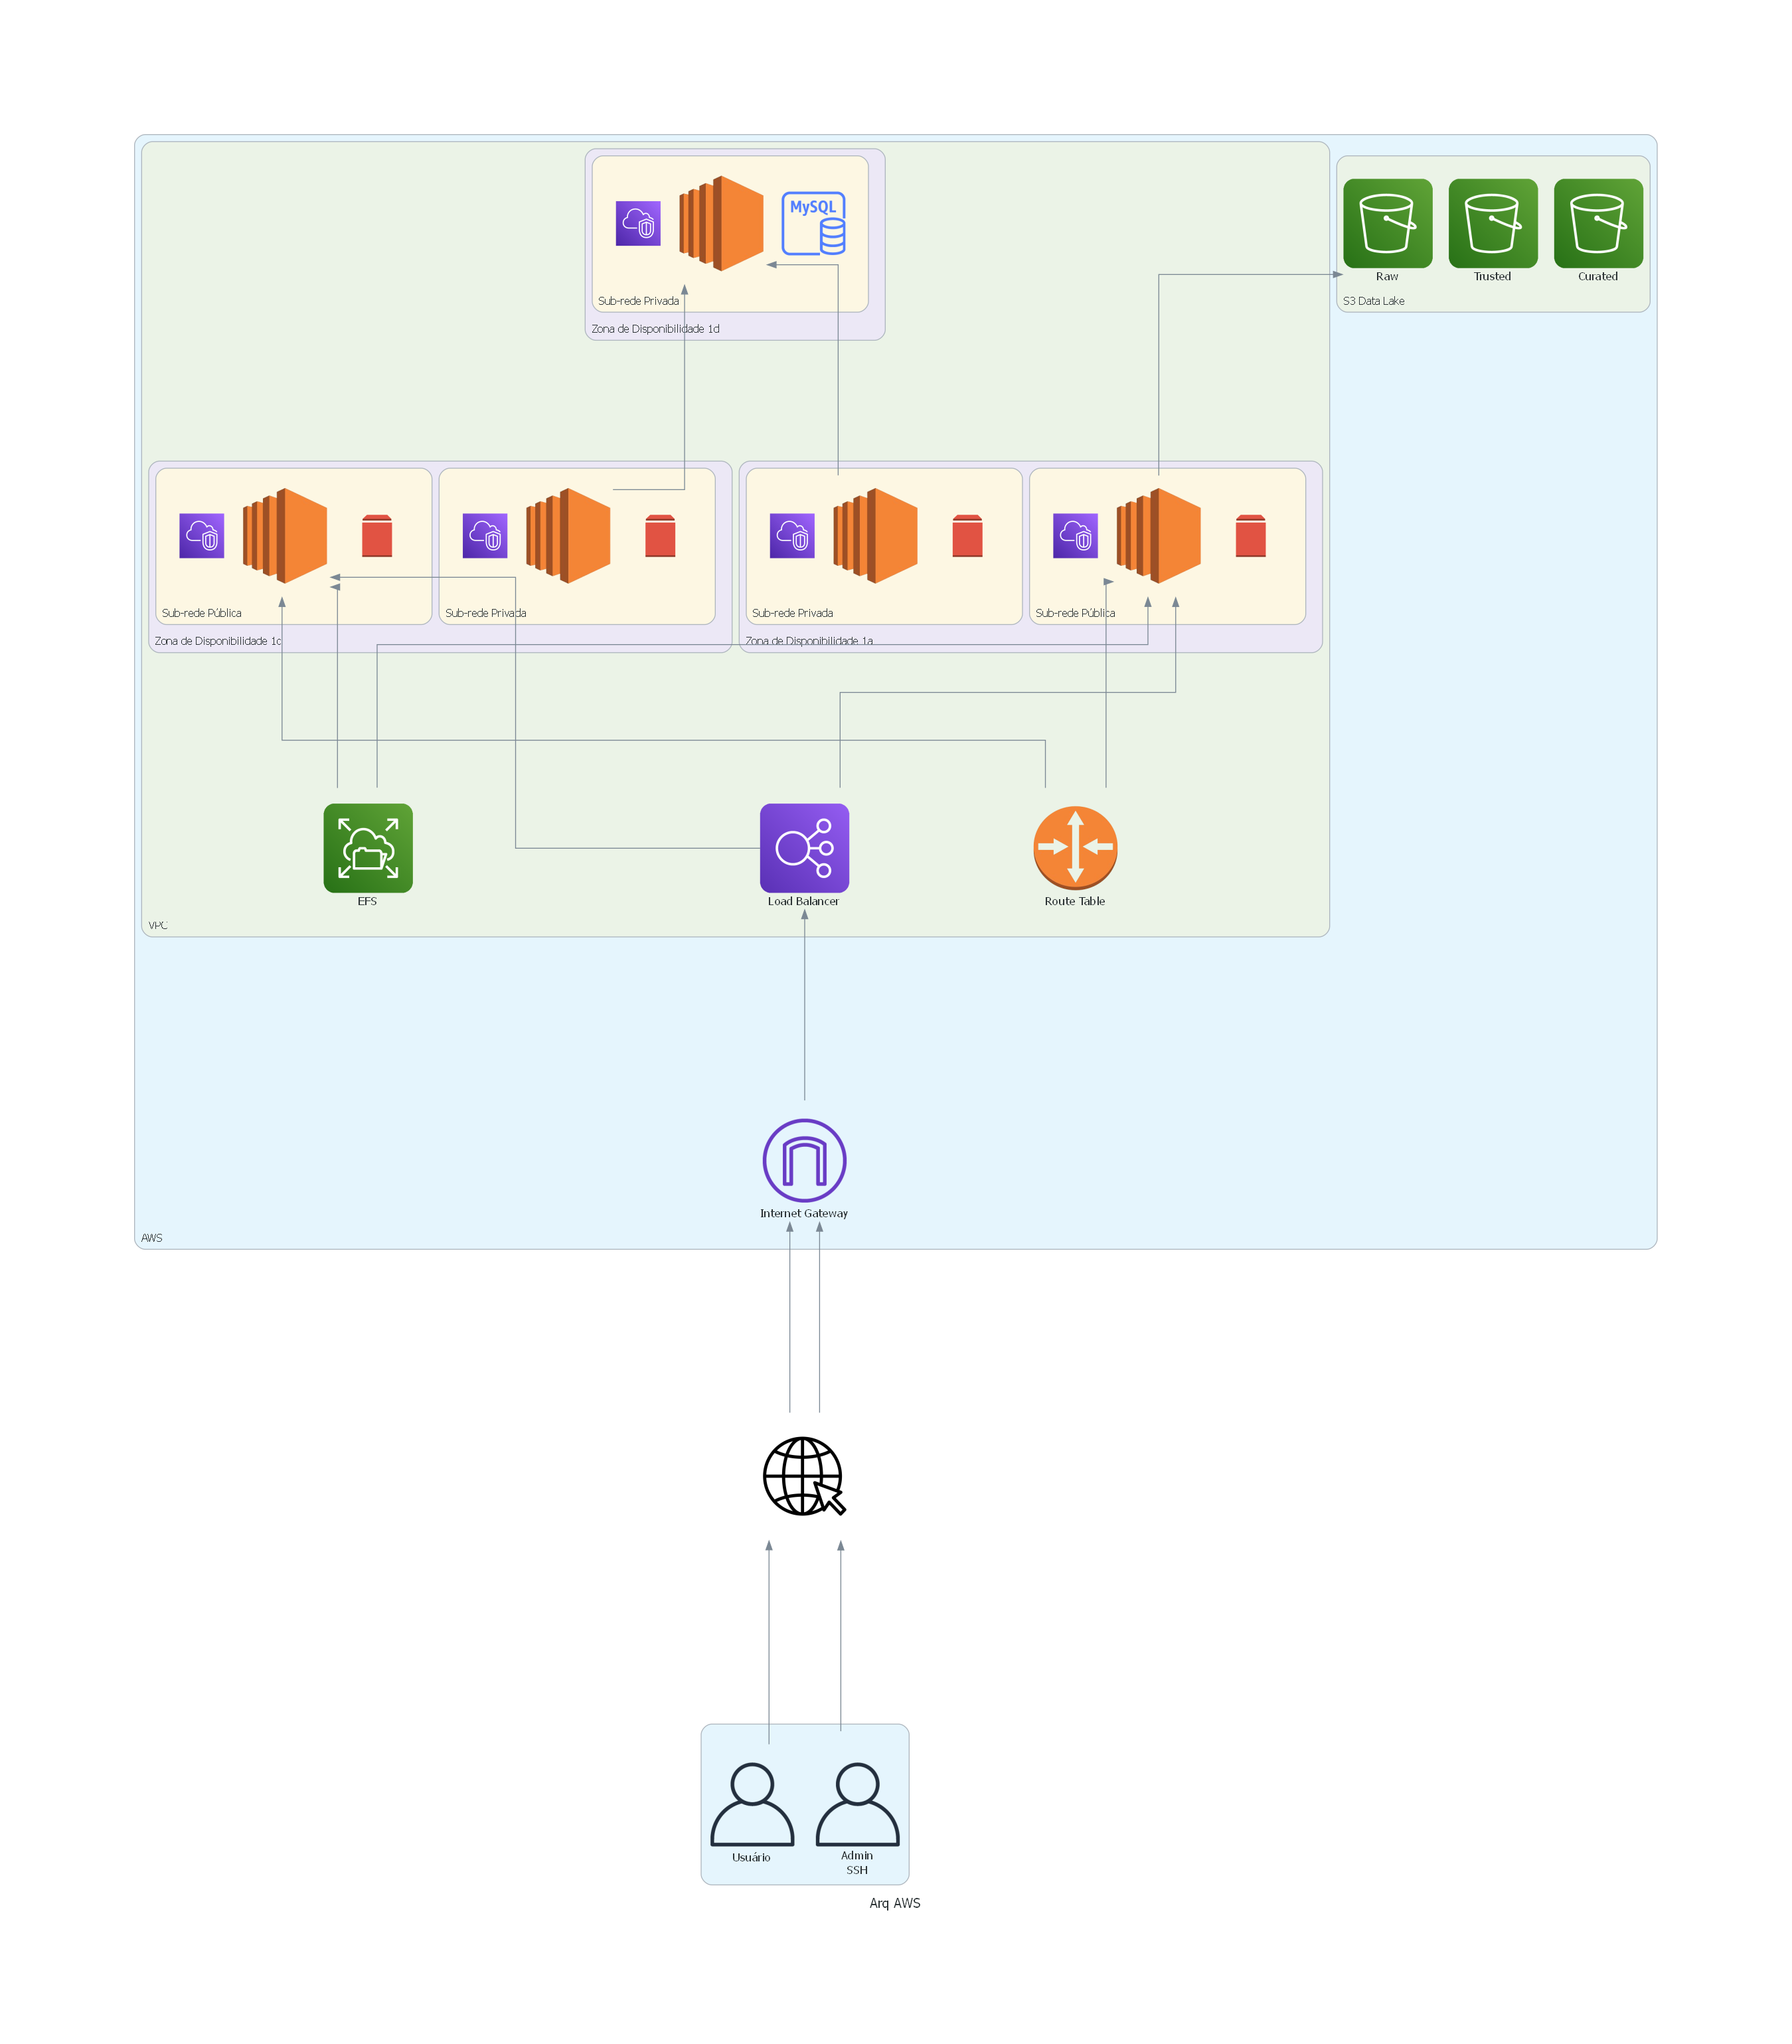 MySQL
Sub-rede Privada
Zona de Disponibilidade 1d
Raw
Trusted
Curated
S3 Data Lake
Sub-rede Pública
Sub-rede Privada
Zona de Disponibilidade 1c
Sub-rede Privada
Sub-rede Pública
Zona de Disponibilidade 1a
EFS
Load Balancer
Route Table
VPC
Internet Gateway
AWS
Usuário
Admin
SSH
Arq AWS